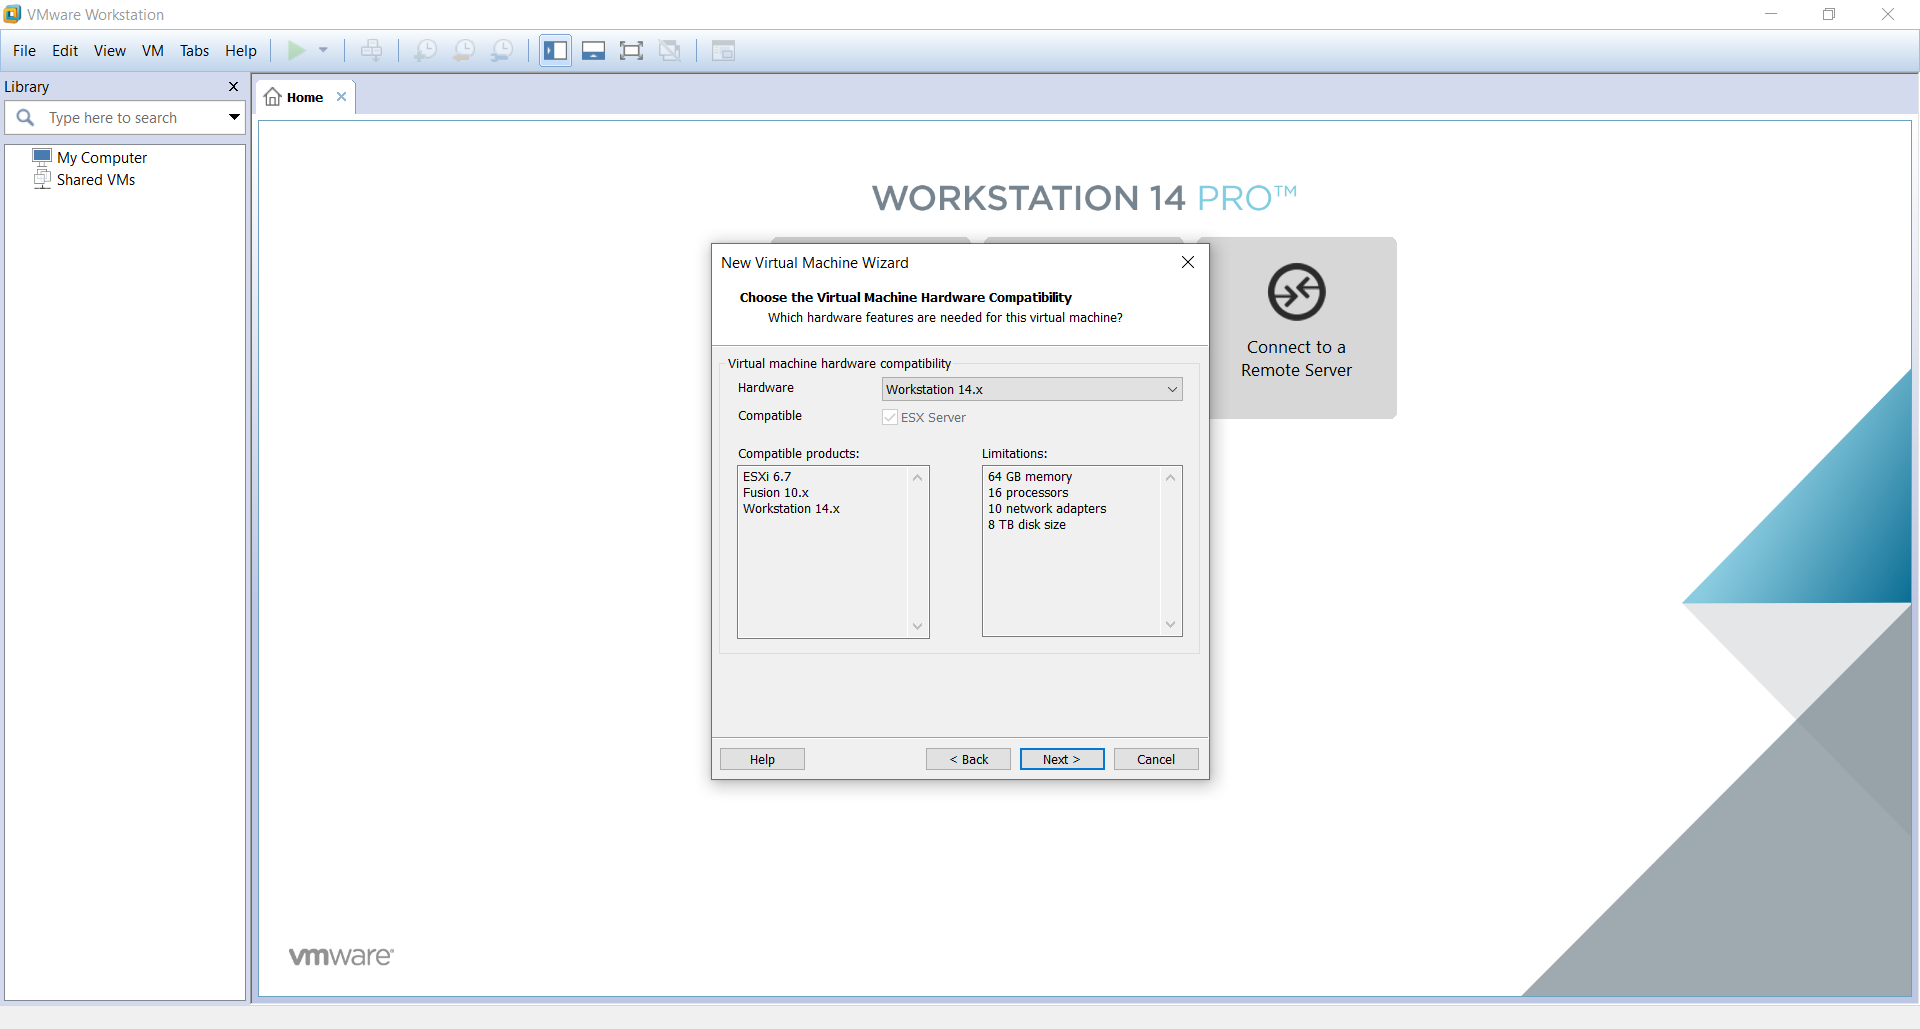 VMware Workstation
File Edit View VM Tabs Help
Library
Type here to search
My Computer
Shared VMs
Home
WORKSTATION 14 PRO™
Connect to a
Remote Server
New Virtual Machine Wizard
Choose the Virtual Machine Hardware Compatibility
Which hardware features are needed for this virtual machine?
Virtual machine hardware compatibility
Hardware
Workstation 14.x
Compatible
ESX Server
Compatible products:
ESXi 6.7
Fusion 10.x
Workstation 14.x
Limitations:
64 GB memory
16 processors
10 network adapters
8 TB disk size
Help
< Back
Next >
Cancel
vmware